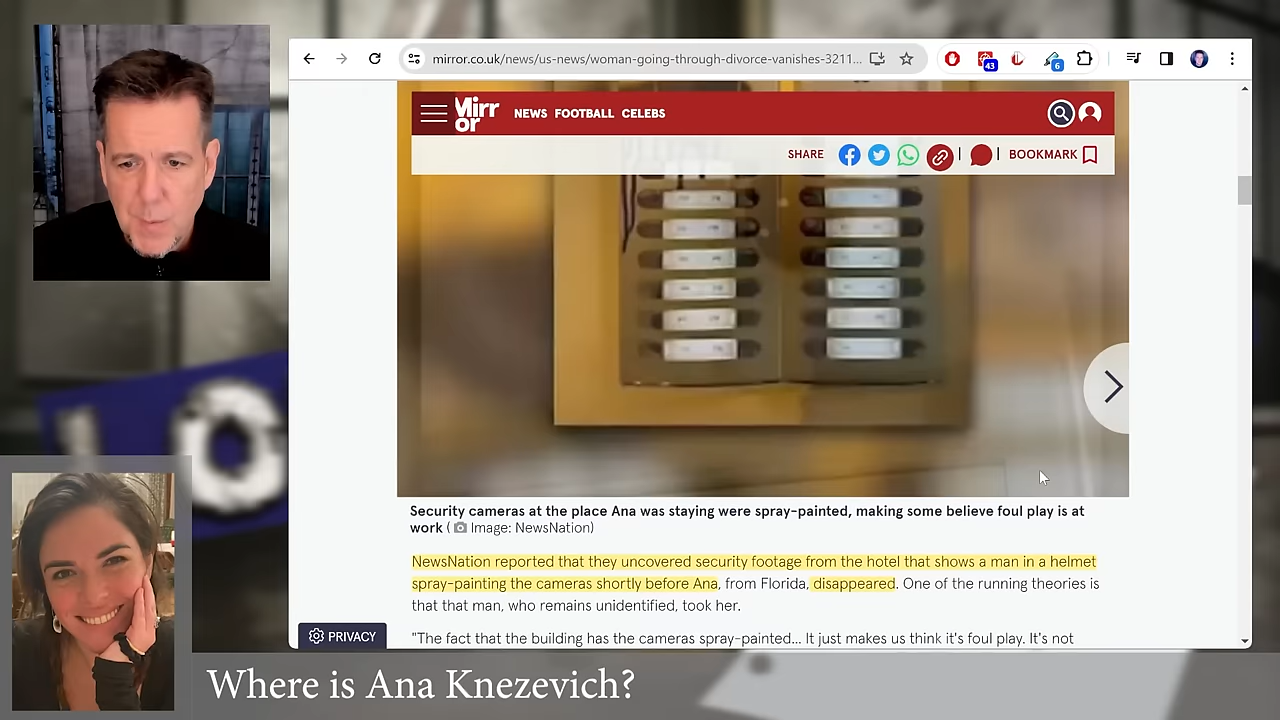 mirror.co.uk/news/us-news/woman-going-through-divorce-vanishes-3211...
43
6
Mirr
or
NEWS FOOTBALL CELEBS
SHARE
BOOKMARK
Security cameras at the place Ana was staying were spray-painted, making some believe foul play is at
work ( Image: NewsNation)
NewsNation reported that they uncovered security footage from the hotel that shows a man in a helmet
spray-painting the cameras shortly before Ana, from Florida, disappeared. One of the running theories is
that that man, who remains unidentified, took her.
PRIVACY
"The fact that the building has the cameras spray-painted... It just makes us think it's foul play. It's not
Where is Ana Knezevich?